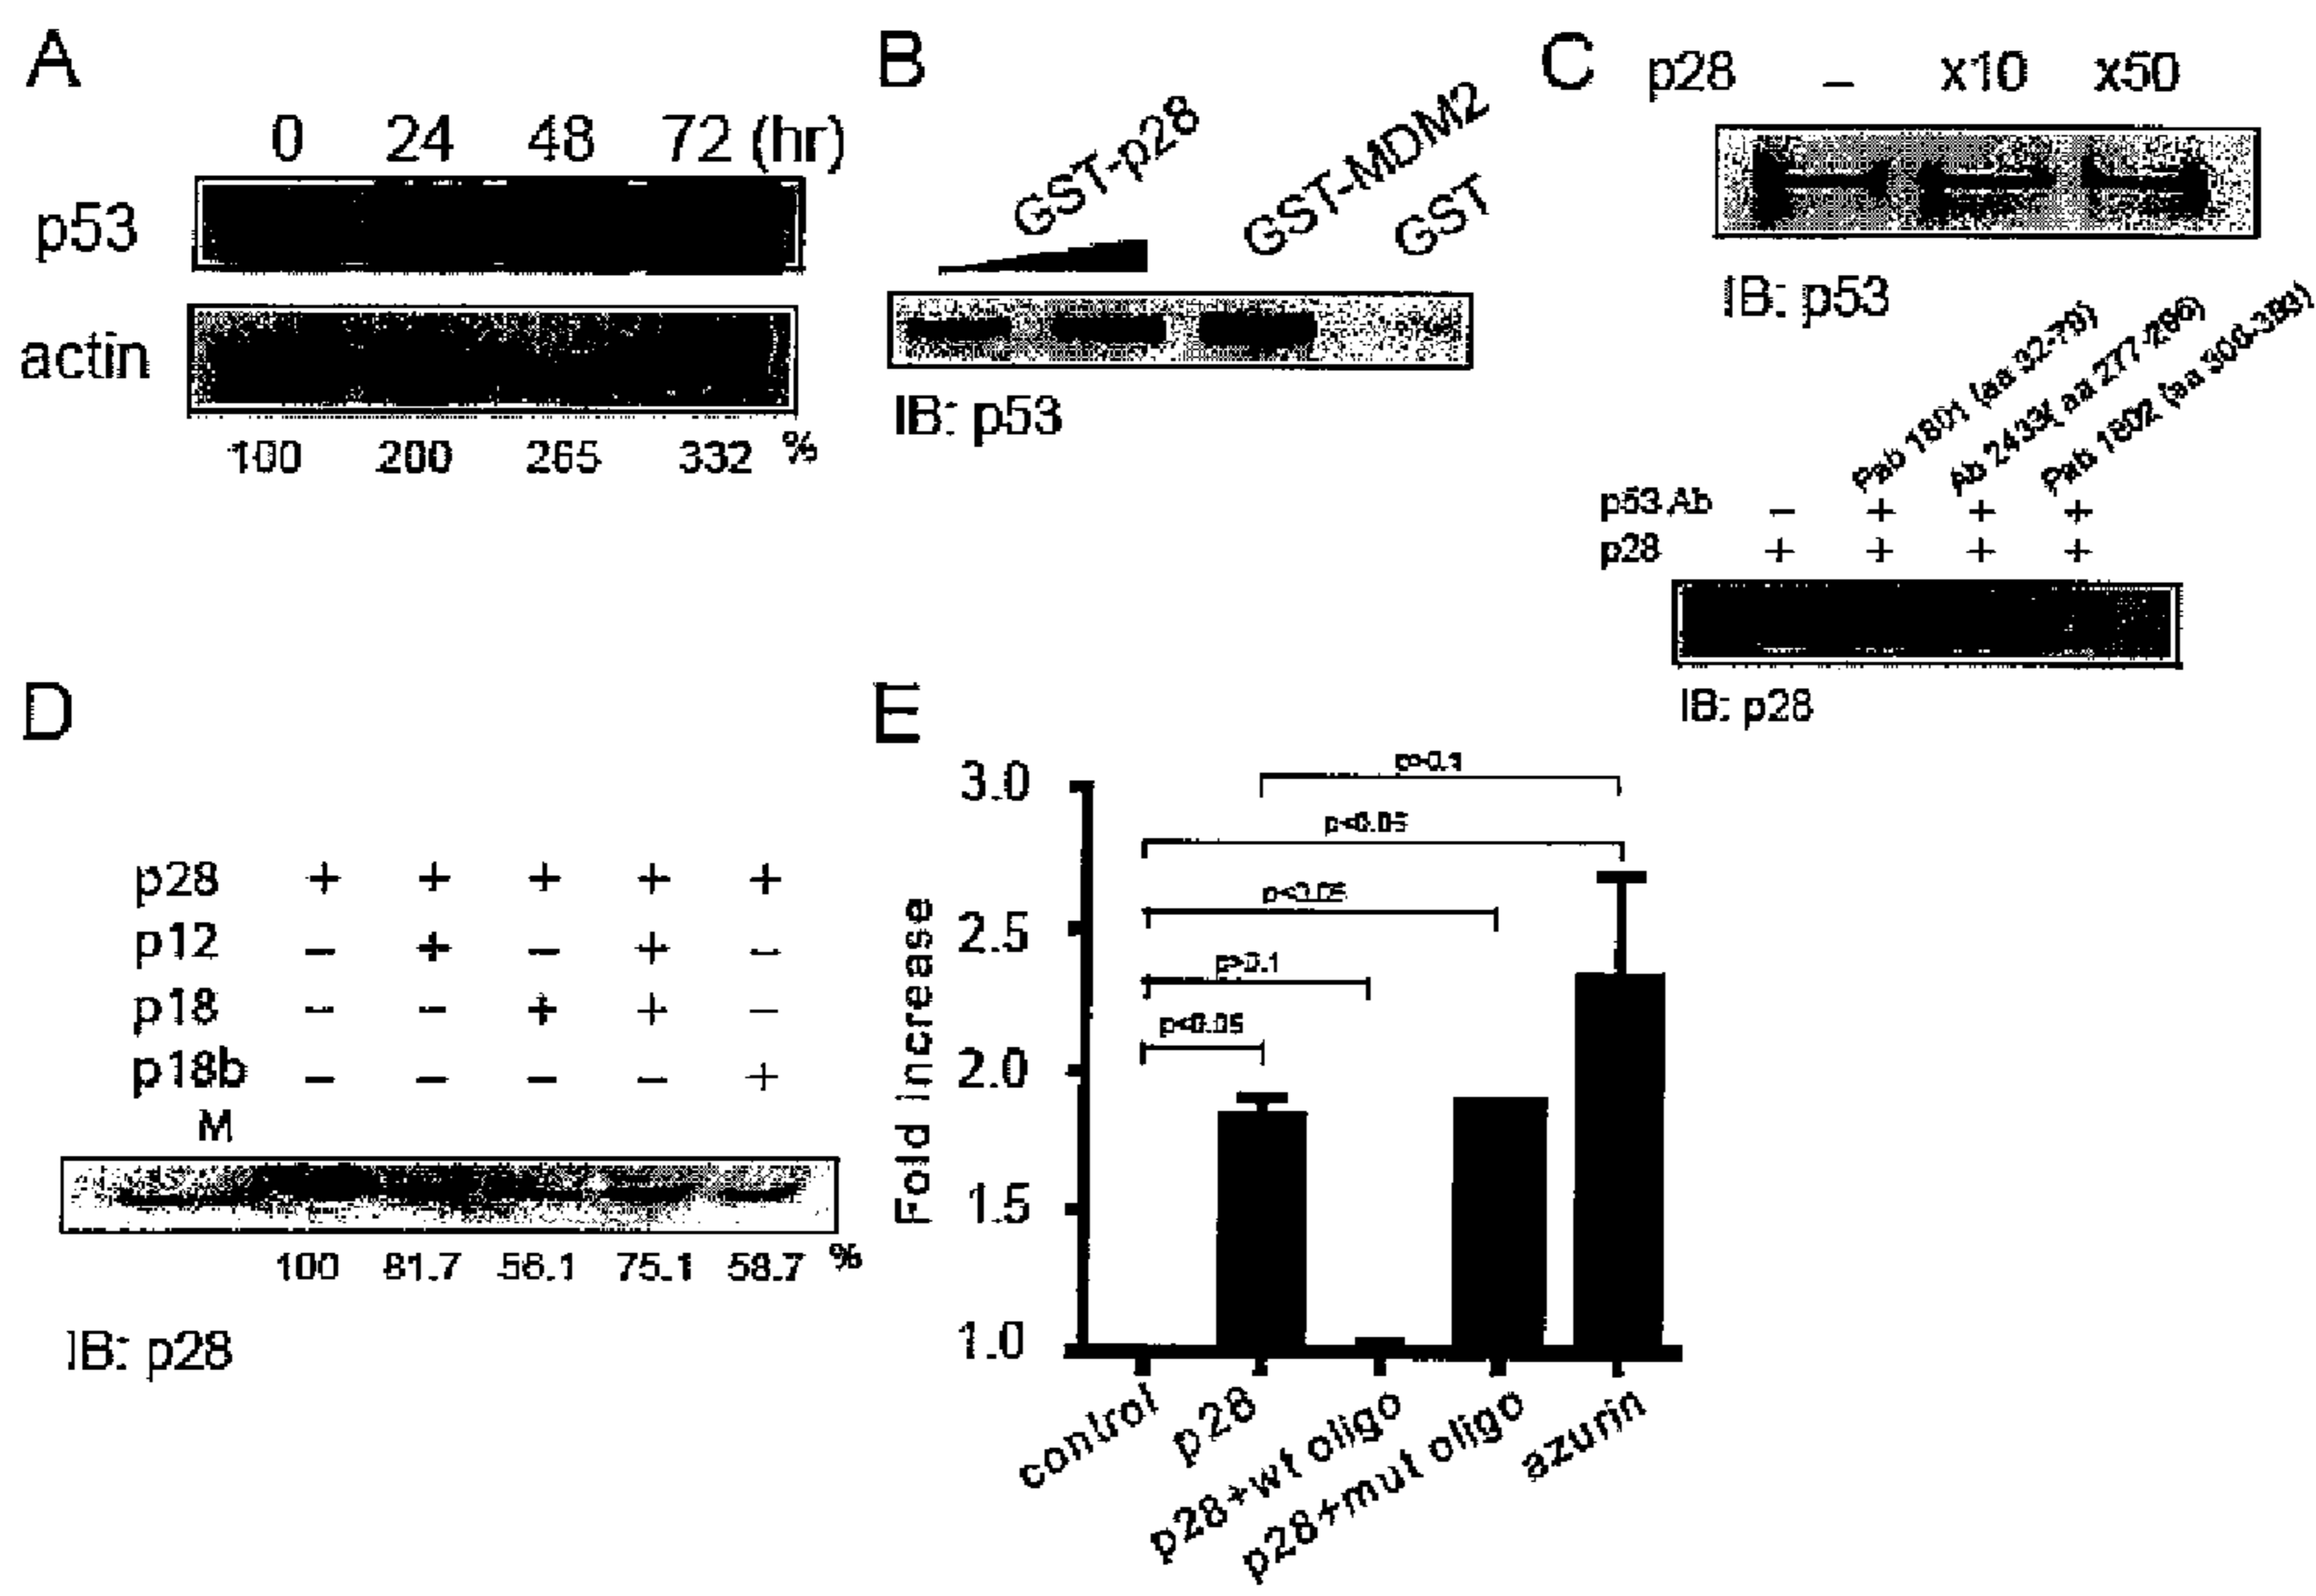 A
0 24 48 72 (hr)
p53
actin
100 200 265 332 %
B
GST-p28
GST-MDM2
GST
IB: p53
C
p28 – x10 x50
IB: p53
Pab 1801 (aa 32-79)
Ab 2433( aa 277-296)
Pab 1802 (aa 306-393)
p53 Ab – + + +
p28 + + + +
IB: p28
D
p28 + + + + +
p12 – + – + –
p18 – – + + –
p18b – – – – +
M
100 81.7 56.1 75.1 58.7 %
IB: p28
E
p>0.1
p<0.05
p<0.05
p>0.1
p<0.05
3.0
2.5
2.0
1.5
1.0
Fold increase
control
p28
p28+wt oligo
p28+mut oligo
azurin